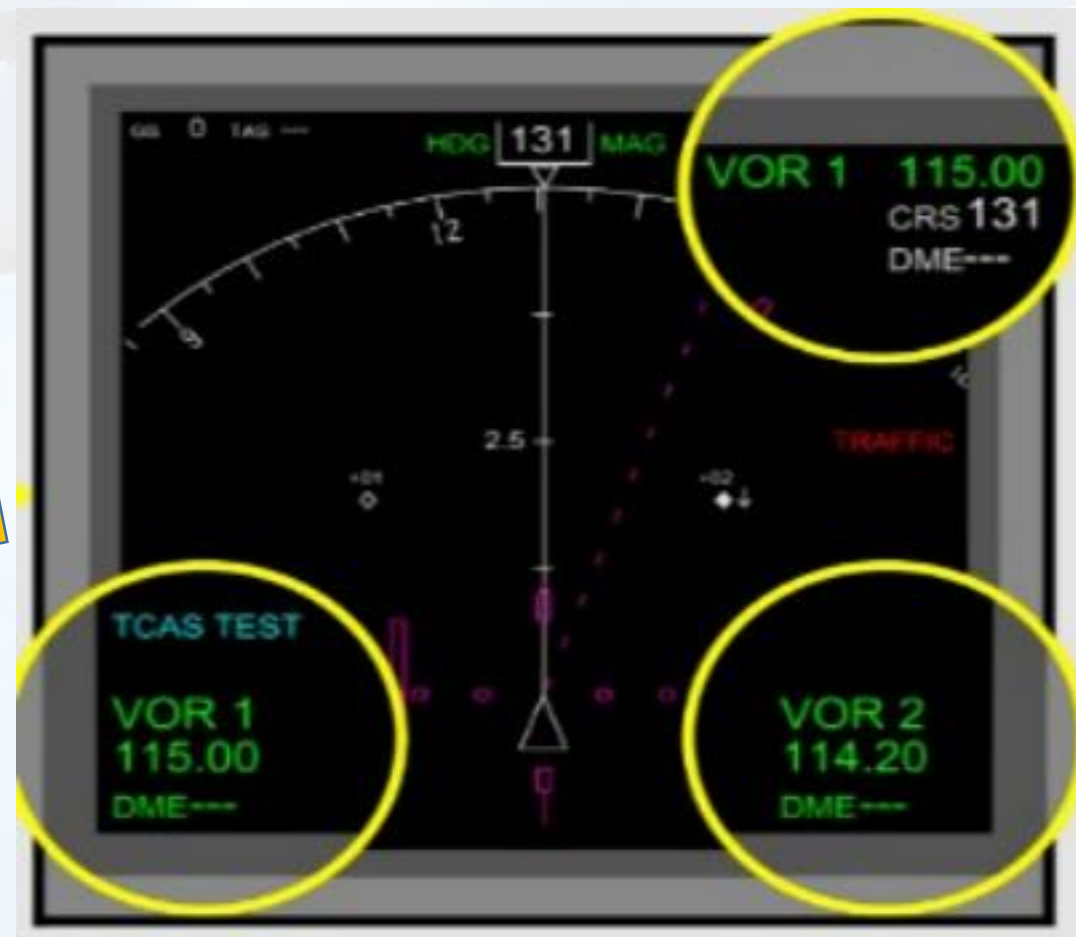 GS 0 TAS ---
HDG 131 MAG
VOR 1 115.00
CRS 131
DME---
12
9
2.5
TRAFFIC
+01
+02
TCAS TEST
VOR 1
115.00
DME---
VOR 2
114.20
DME---